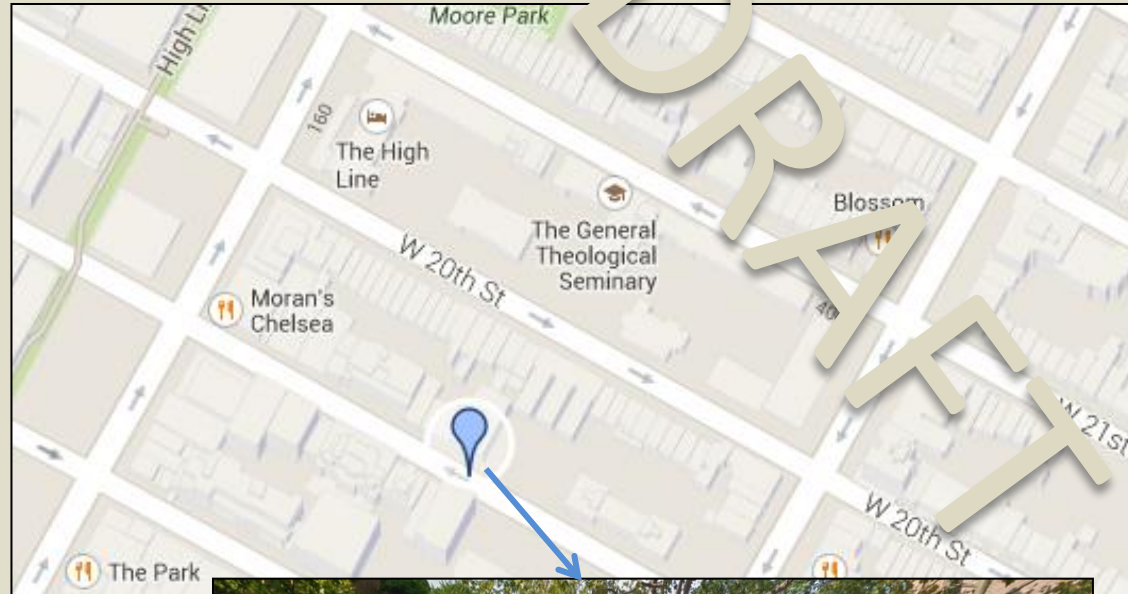 Moore Park
High Li
160
The High
Line
The General
Theological
Seminary
Blossom
W 20th St
Moran's
Chelsea
40
W 21st
W 20th St
The Park
DRAFT